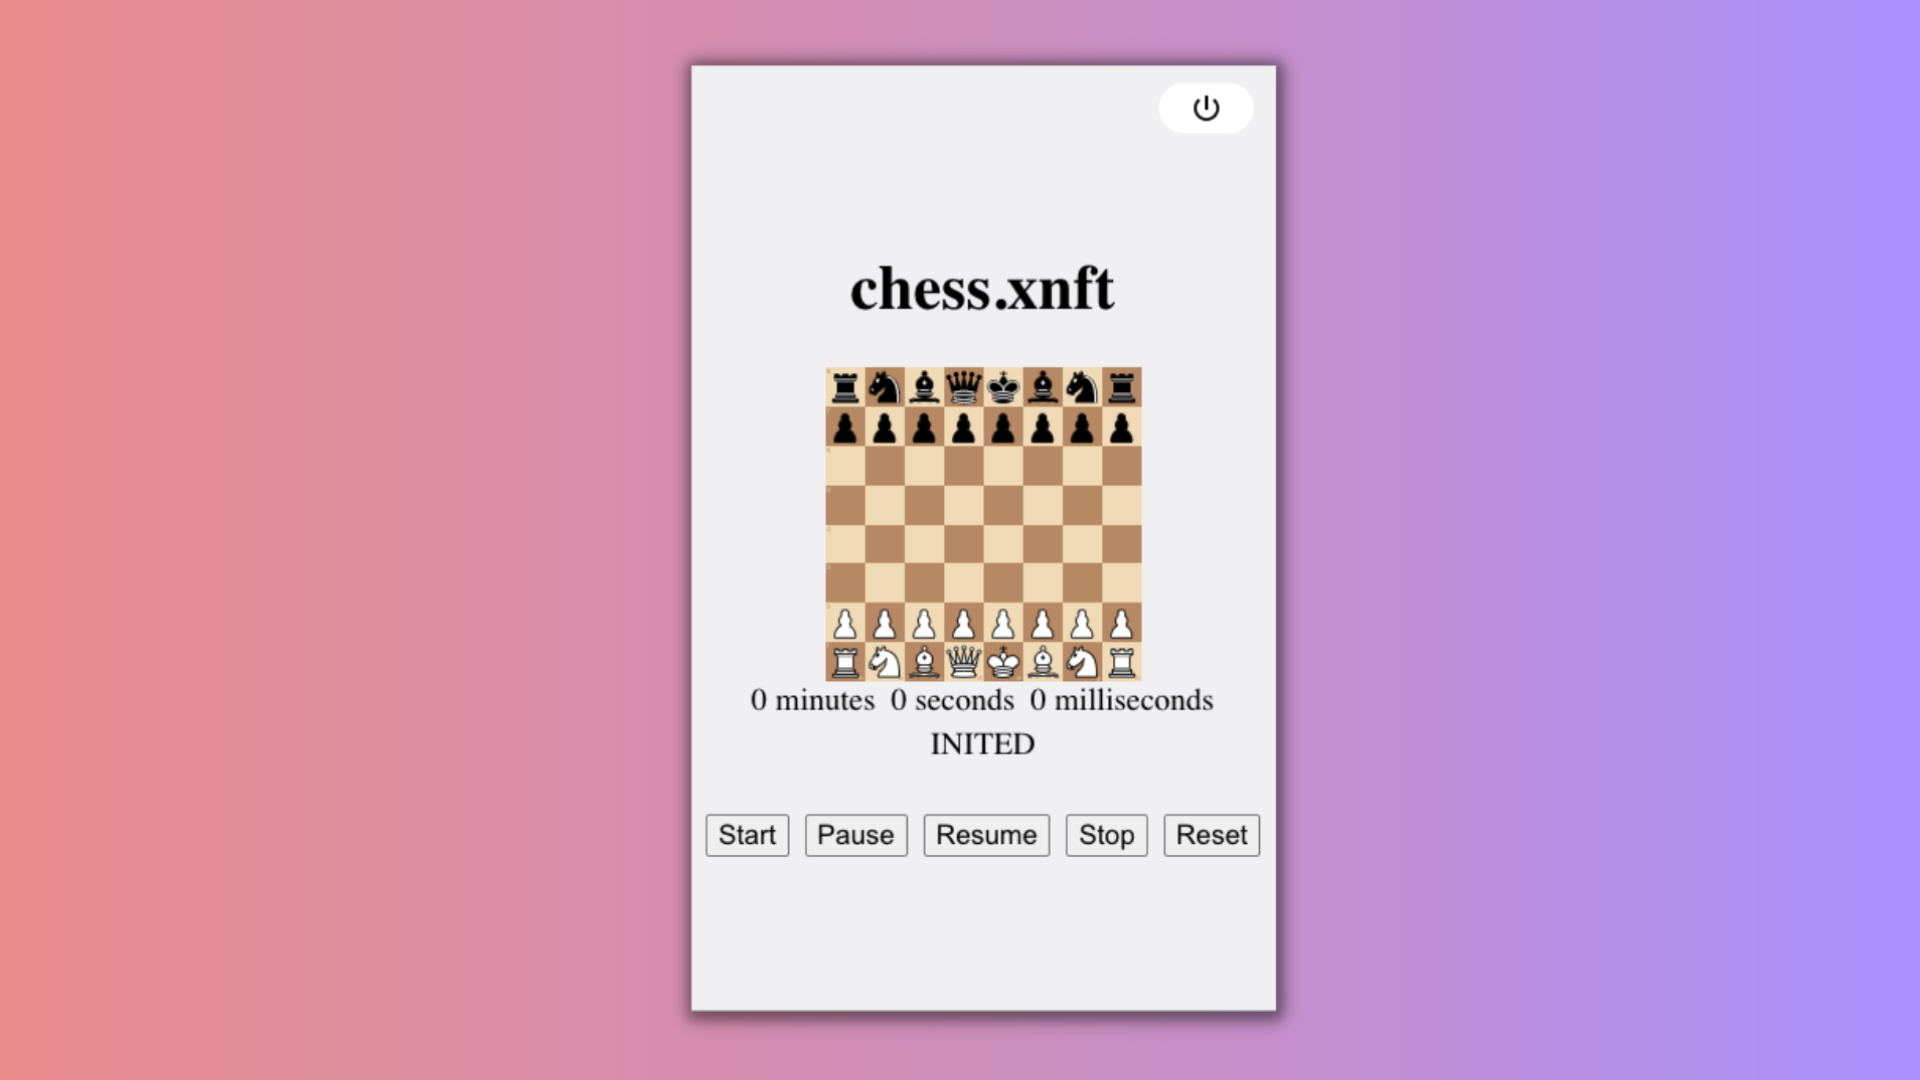 chess.xnft
0 minutes 0 seconds 0 milliseconds
INITED
Start Pause Resume Stop Reset